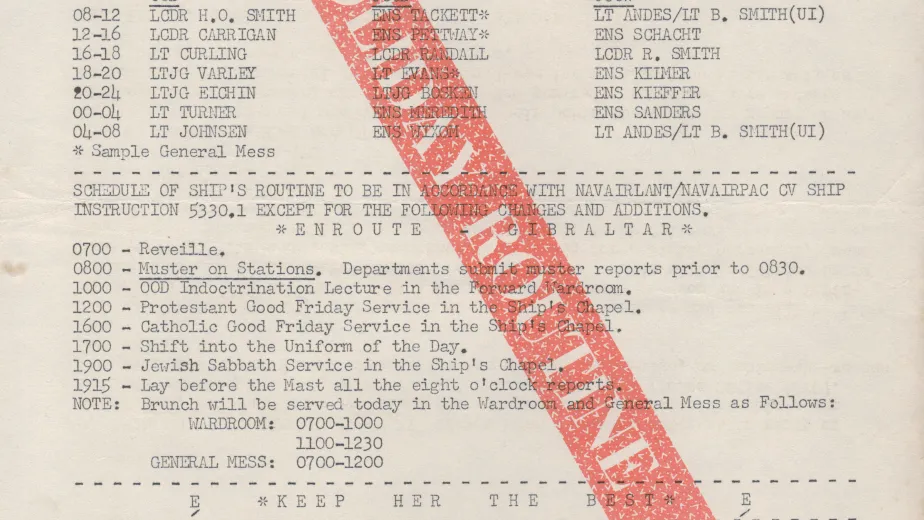 08-12 LCDR H.O. SMITH ENS TACKETT* LT ANDES/LT B. SMITH(UI)
12-16 LCDR CARRIGAN ENS PETTWAY* ENS SCHACHT
16-18 LT CURLING LCDR RANDALL LCDR R. SMITH
18-20 LTJG VARLEY LT EVANS* ENS KILMER
20-24 LTJG EICHIN LTJG BOSKEN ENS KIEFFER
00-04 LT TURNER ENS MEREDITH ENS SANDERS
04-08 LT JOHNSEN ENS WIXOM LT ANDES/LT B. SMITH(UI)
* Sample General Mess
SCHEDULE OF SHIP'S ROUTINE TO BE IN ACCORDANCE WITH NAVAIRLANT/NAVAIRPAC CV SHIP
INSTRUCTION 5330.1 EXCEPT FOR THE FOLLOWING CHANGES AND ADDITIONS.
*ENROUTE - GIBRALTAR*
0700 - Reveille.
0800 - Muster on Stations. Departments submit muster reports prior to 0830.
1000 - OOD Indoctrination Lecture in the Forward Wardroom.
1200 - Protestant Good Friday Service in the Ship's Chapel.
1600 - Catholic Good Friday Service in the Ship's Chapel.
1700 - Shift into the Uniform of the Day.
1900 - Jewish Sabbath Service in the Ship's Chapel.
1915 - Lay before the Mast all the eight o'clock reports.
NOTE: Brunch will be served today in the Wardroom and General Mess as Follows:
WARDROOM: 0700-1000
1100-1230
GENERAL MESS: 0700-1200
E *KEEP HER THE BEST* E
LIDAY ROUTINE